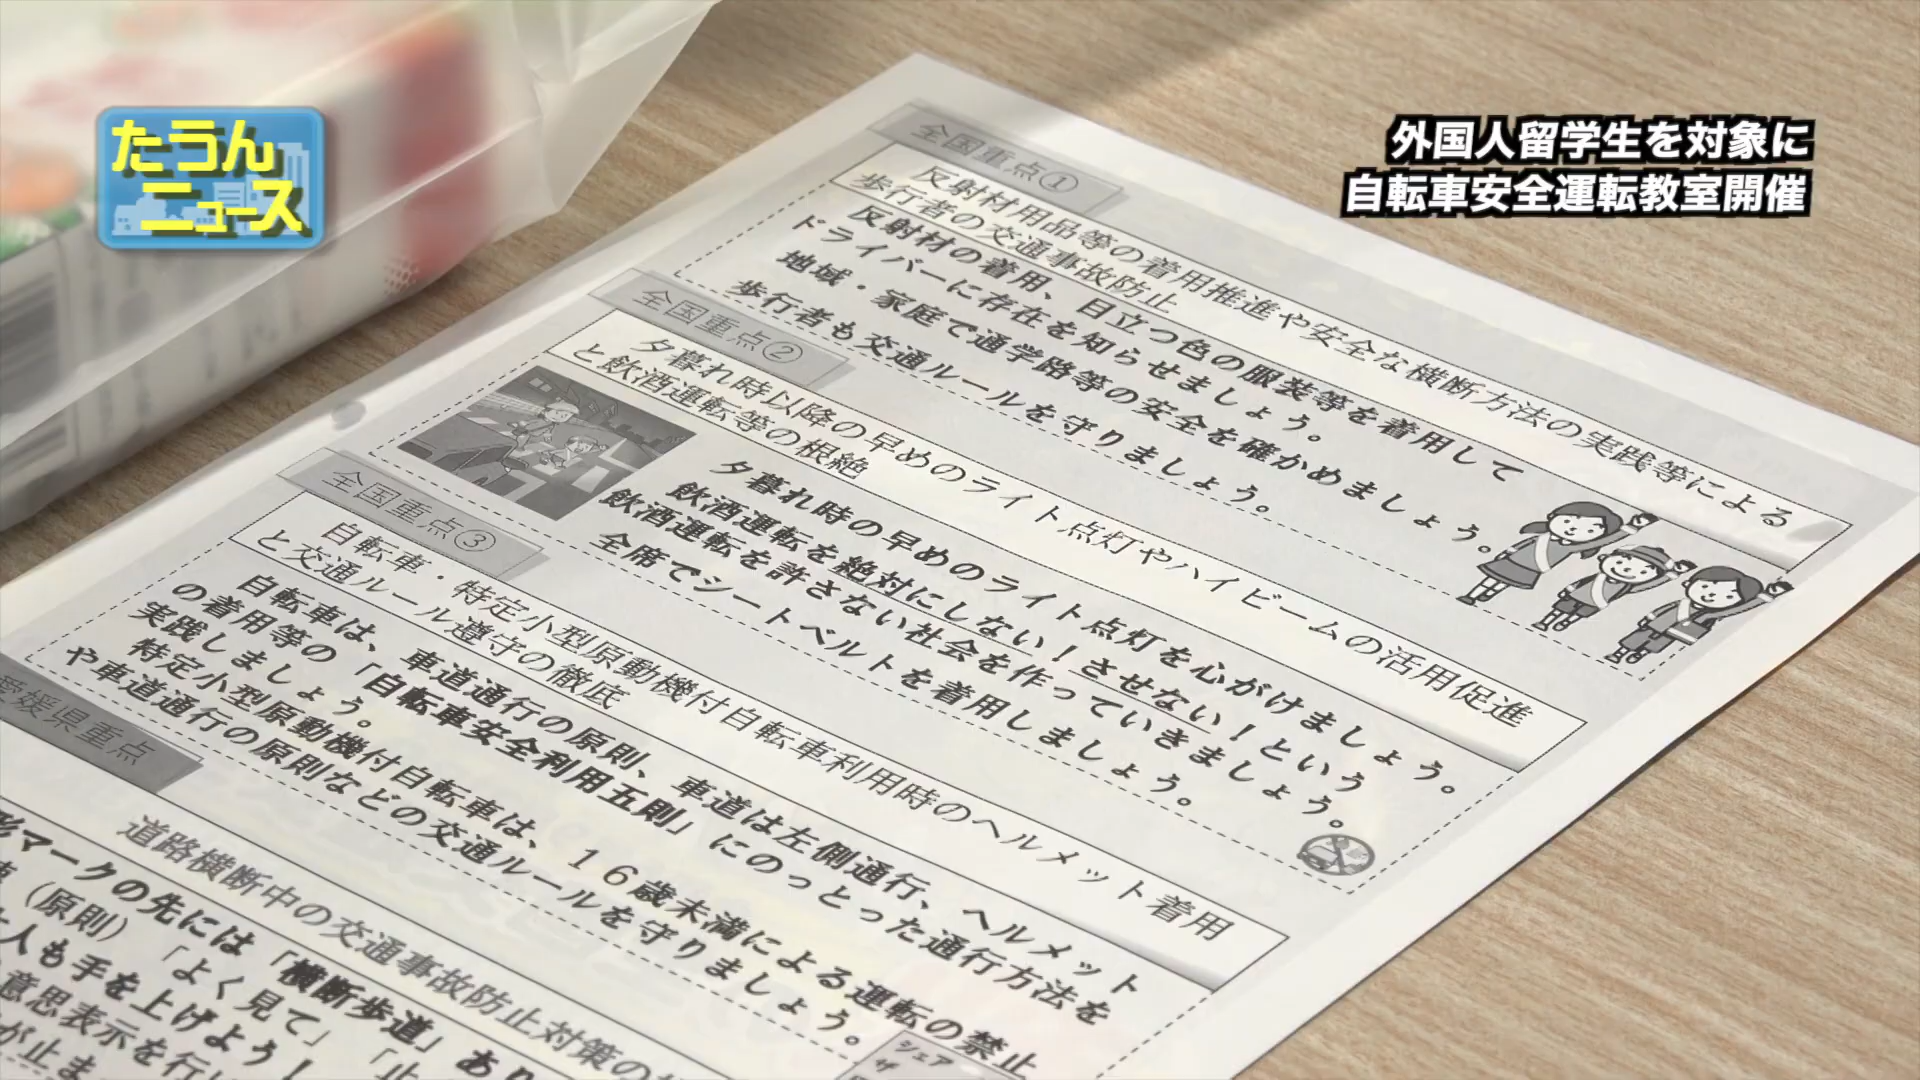 たうん
ニュース
外国人留学生を対象に
自転車安全運転教室開催
全国重点①
反射材用品等の着用推進や安全な横断方法の実践等による
歩行者の交通事故防止
反射材の着用、目立つ色の服装等を着用して
ドライバーに存在を知らせましょう。
地域・家庭で通学路等の安全を確かめましょう。
歩行者も交通ルールを守りましょう。
全国重点②
夕暮れ時以降の早めのライト点灯やハイビームの活用促進
と飲酒運転等の根絶
夕暮れ時の早めのライト点灯を心がけましょう。
飲酒運転を絶対にしない！させない！という
飲酒運転を許さない社会を作っていきましょう。
全席でシートベルトを着用しましょう。
全国重点③
自転車・特定小型原動機付自転車利用時のヘルメット着用
と交通ルール遵守の徹底
自転車は、車道通行の原則、車道は左側通行、ヘルメット
の着用等の「自転車安全利用五則」にのっとった通行方法を
実践しましょう。
特定小型原動機付自転車は、１６歳未満による運転の禁止
や車道通行の原則などの交通ルールを守りましょう。
愛媛県重点
道路横断中の交通事故防止対策の
形マークの先には「横断歩道」あり
（原則）「よく見て」「止
人も手を上げよう！
意思表示を行い
が止ま
シェア
ザ